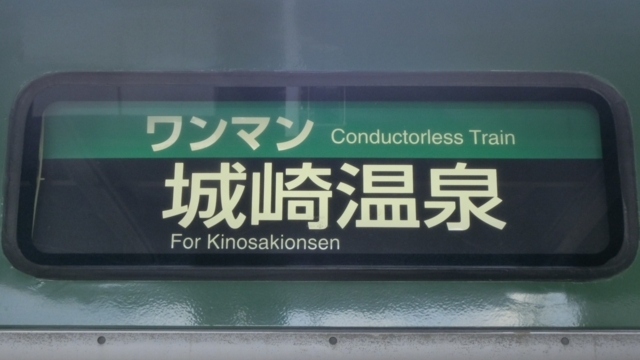 ワンマン Conductorless Train
城崎温泉
For Kinosakionsen